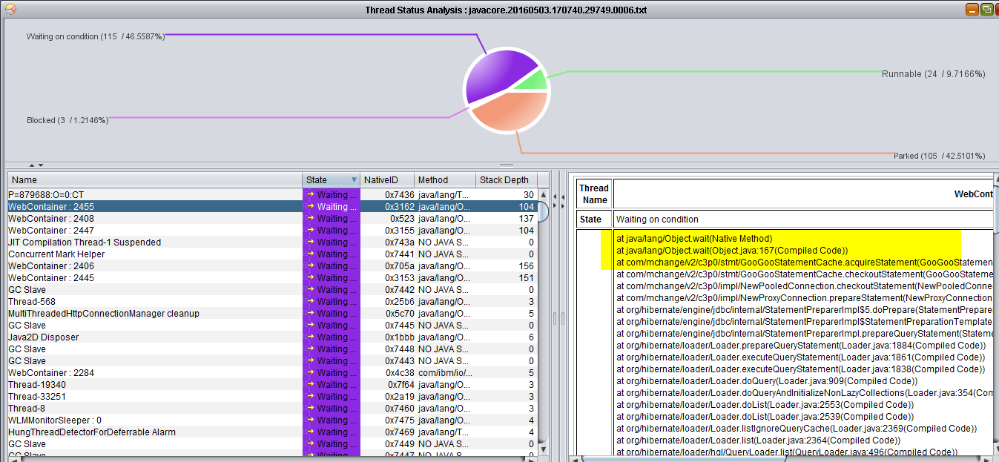 Thread Status Analysis : javacore.20160503.170740.29749.0006.txt
Waiting on condition (115 / 46.5587%)
Runnable (24 / 9.7166%)
Blocked (3 / 1.2146%)
Parked (105 / 42.5101%)
Name State NativeID Method Stack Depth
P=879688:O=0:CT Waiting ... 0x7436 java/lang/T... 30
WebContainer : 2455 Waiting ... 0x3162 java/lang/O... 104
WebContainer : 2408 Waiting ... 0x523 java/lang/O... 137
WebContainer : 2447 Waiting ... 0x3155 java/lang/O... 104
JIT Compilation Thread-1 Suspended Waiting ... 0x743a NO JAVA S... 0
Concurrent Mark Helper Waiting ... 0x7441 NO JAVA S... 0
WebContainer : 2406 Waiting ... 0x705a java/lang/O... 156
WebContainer : 2445 Waiting ... 0x3153 java/lang/O... 151
GC Slave Waiting ... 0x7442 NO JAVA S... 0
Thread-568 Waiting ... 0x25b6 java/lang/O... 3
MultiThreadedHttpConnectionManager cleanup Waiting ... 0x5c70 java/lang/O... 5
GC Slave Waiting ... 0x7445 NO JAVA S... 0
Java2D Disposer Waiting ... 0x1bbb java/lang/O... 6
GC Slave Waiting ... 0x7448 NO JAVA S... 0
GC Slave Waiting ... 0x7443 NO JAVA S... 0
WebContainer : 2284 Waiting ... 0x4c38 com/ibm/io/... 5
Thread-19340 Waiting ... 0x7f64 java/lang/O... 3
Thread-33251 Waiting ... 0x2a19 java/lang/O... 3
Thread-8 Waiting ... 0x7460 java/lang/O... 3
WLMMonitorSleeper : 0 Waiting ... 0x7475 java/lang/O... 4
HungThreadDetectorForDeferrable Alarm Waiting ... 0x7469 java/lang/T... 4
GC Slave Waiting ... 0x7449 NO JAVA S... 0
GC Slave Waiting ... 0x7447 NO JAVA S... 0
Thread Name WebCont
State Waiting on condition
at java/lang/Object.wait(Native Method)
at java/lang/Object.wait(Object.java:167(Compiled Code))
at com/mchange/v2/c3p0/stmt/GooGooStatementCache.acquireStatement(GooGooStatemen
at com/mchange/v2/c3p0/stmt/GooGooStatementCache.checkoutStatement(GooGooStateme
at com/mchange/v2/c3p0/impl/NewPooledConnection.checkoutStatement(NewPooledConne
at com/mchange/v2/c3p0/impl/NewProxyConnection.prepareStatement(NewProxyConnection.
at org/hibernate/engine/jdbc/internal/StatementPreparerImpl$5.doPrepare(StatementPrepare
at org/hibernate/engine/jdbc/internal/StatementPreparerImpl$StatementPreparationTemplate.
at org/hibernate/engine/jdbc/internal/StatementPreparerImpl.prepareQueryStatement(Stateme
at org/hibernate/loader/Loader.prepareQueryStatement(Loader.java:1884(Compiled Code))
at org/hibernate/loader/Loader.executeQueryStatement(Loader.java:1861(Compiled Code))
at org/hibernate/loader/Loader.executeQueryStatement(Loader.java:1838(Compiled Code))
at org/hibernate/loader/Loader.doQuery(Loader.java:909(Compiled Code))
at org/hibernate/loader/Loader.doQueryAndInitializeNonLazyCollections(Loader.java:354(Com
at org/hibernate/loader/Loader.doList(Loader.java:2553(Compiled Code))
at org/hibernate/loader/Loader.doList(Loader.java:2539(Compiled Code))
at org/hibernate/loader/Loader.listIgnoreQueryCache(Loader.java:2369(Compiled Code))
at org/hibernate/loader/Loader.list(Loader.java:2364(Compiled Code))
at org/hibernate/loader/hql/QueryLoader.list(QueryLoader.java:496(Compiled Code))